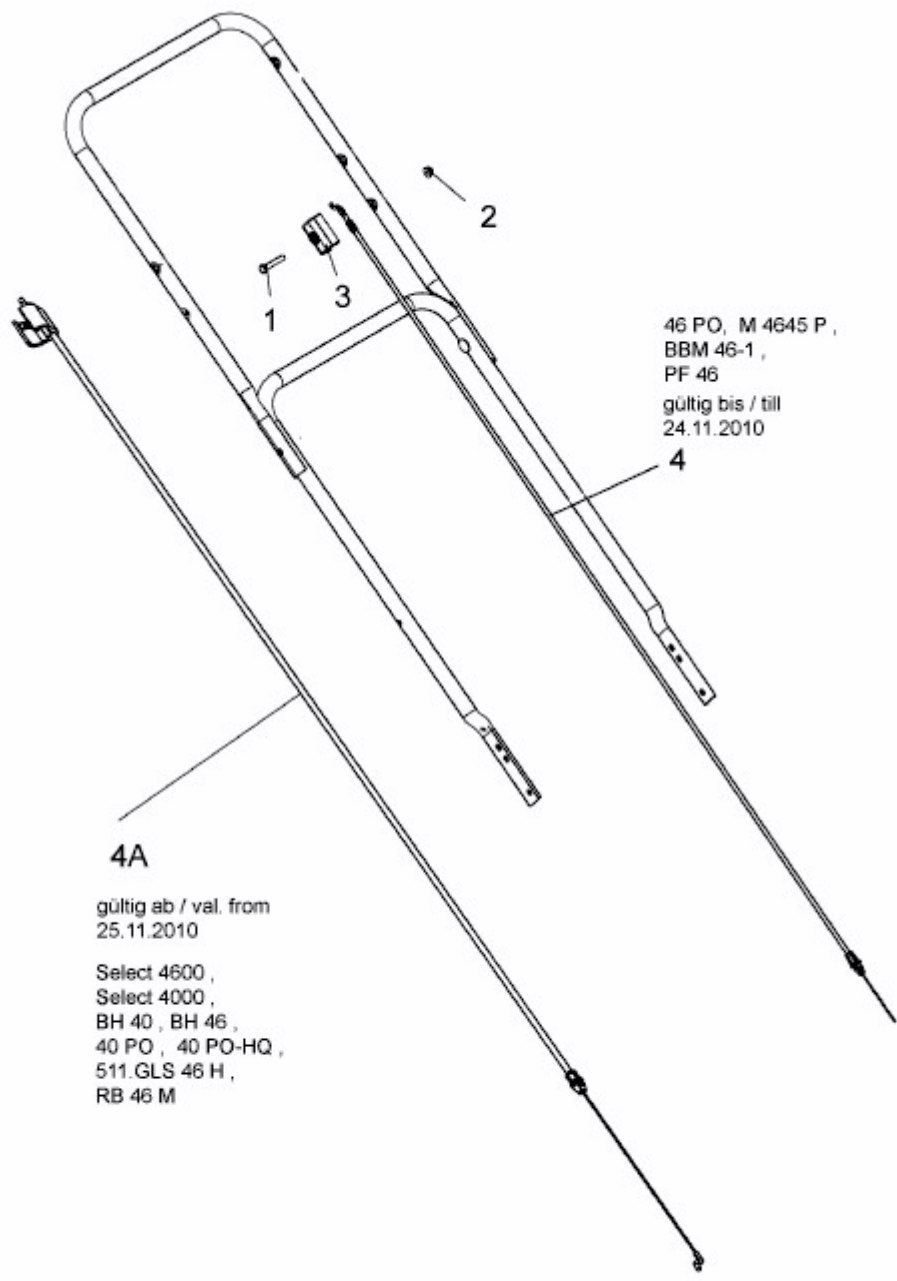 2
1
3
46 PO, M 4645 P ,
BBM 46-1 ,
PF 46
gültig bis / till
24.11.2010
4
4A
gültig ab / val. from
25.11.2010
Select 4600 ,
Select 4000 ,
BH 40 , BH 46 ,
40 PO , 40 PO-HQ ,
511.GLS 46 H ,
RB 46 M